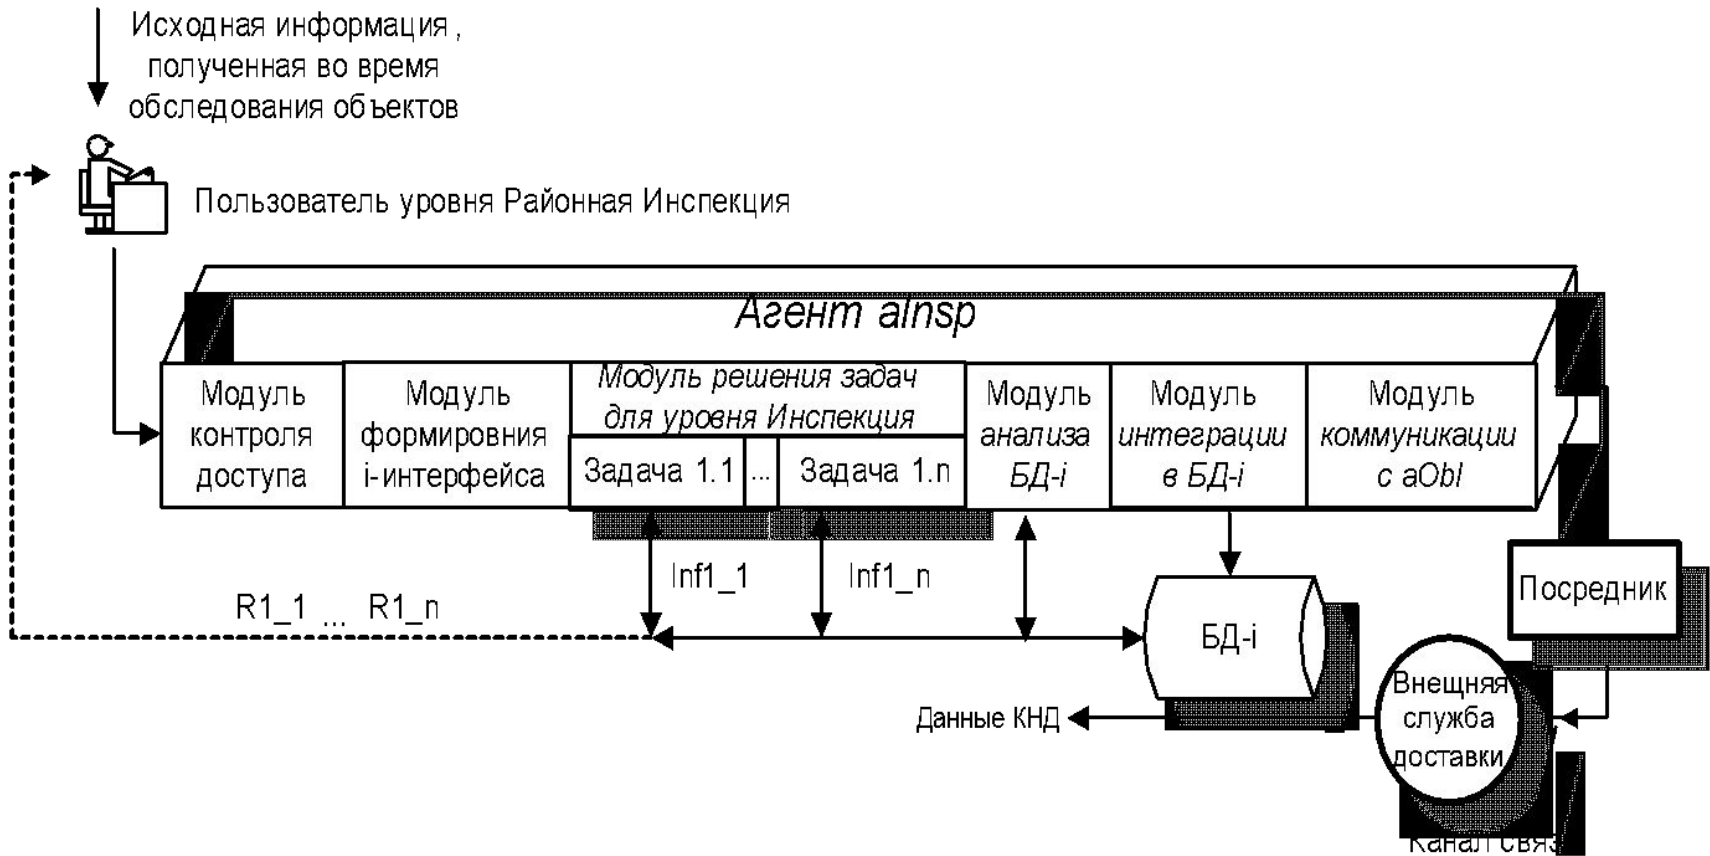 Исходная информация ,
полученная во время
обследования объектов
Пользователь уровня Районная Инспекция
Агент aInsp
Модуль
контроля
доступа
Модуль
формировния
i-интерфейса
Модуль решения задач
для уровня Инспекция
Задача 1.1
...
Задача 1.n
Модуль
анализа
БД-i
Модуль
интеграции
в БД-i
Модуль
коммуникации
с aObl
Inf1_1
Inf1_n
R1_1 ... R1_n
БД-i
Посредник
Данные КНД
Внещняя
служба
доставки
Канал